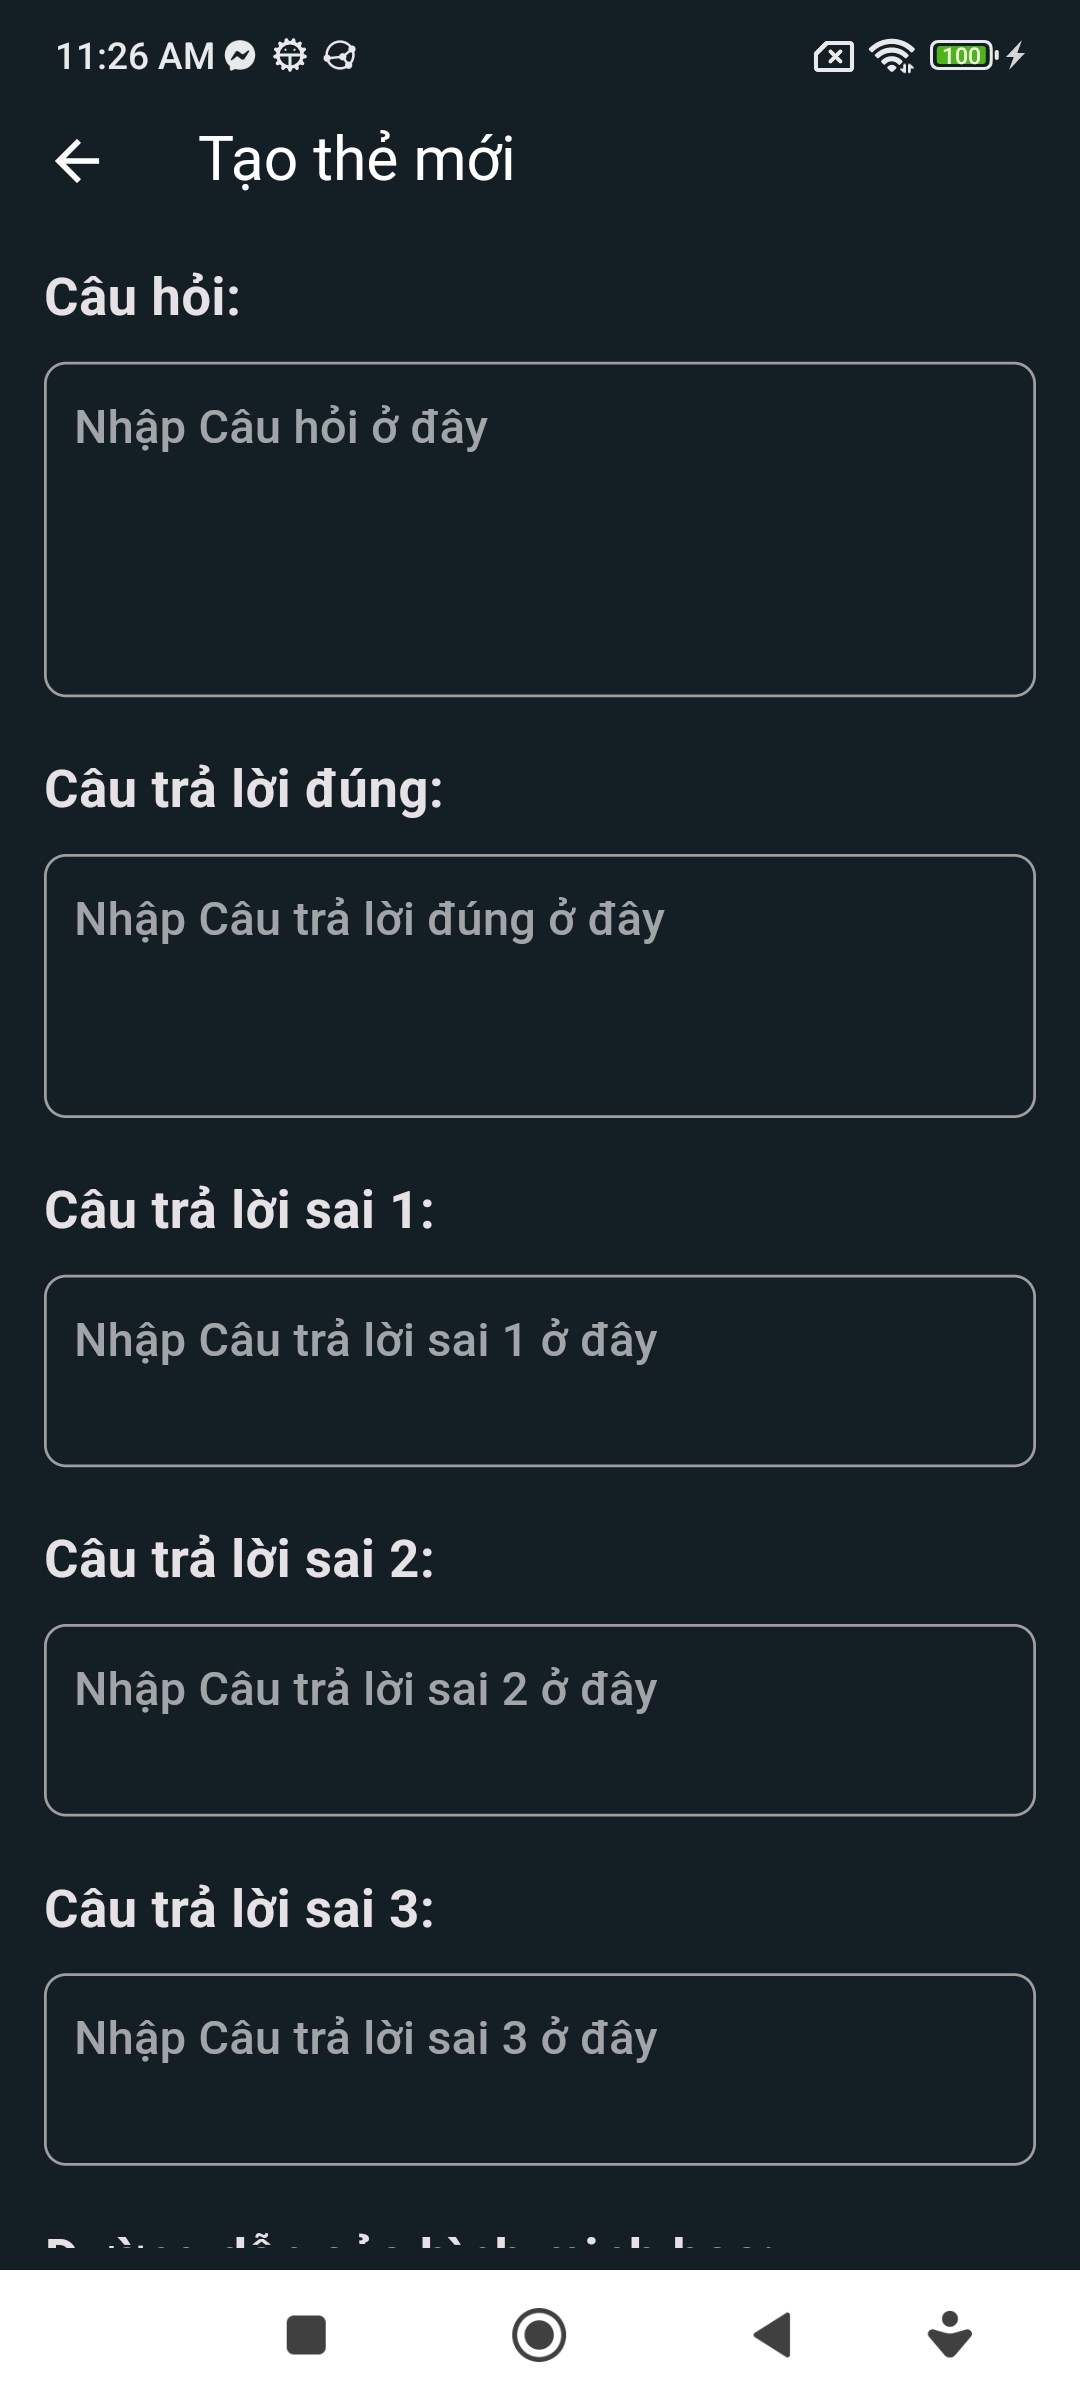 11:26 AM
100
Tạo thẻ mới
Câu hỏi:
Nhập Câu hỏi ở đây
Câu trả lời đúng:
Nhập Câu trả lời đúng ở đây
Câu trả lời sai 1:
Nhập Câu trả lời sai 1 ở đây
Câu trả lời sai 2:
Nhập Câu trả lời sai 2 ở đây
Câu trả lời sai 3:
Nhập Câu trả lời sai 3 ở đây